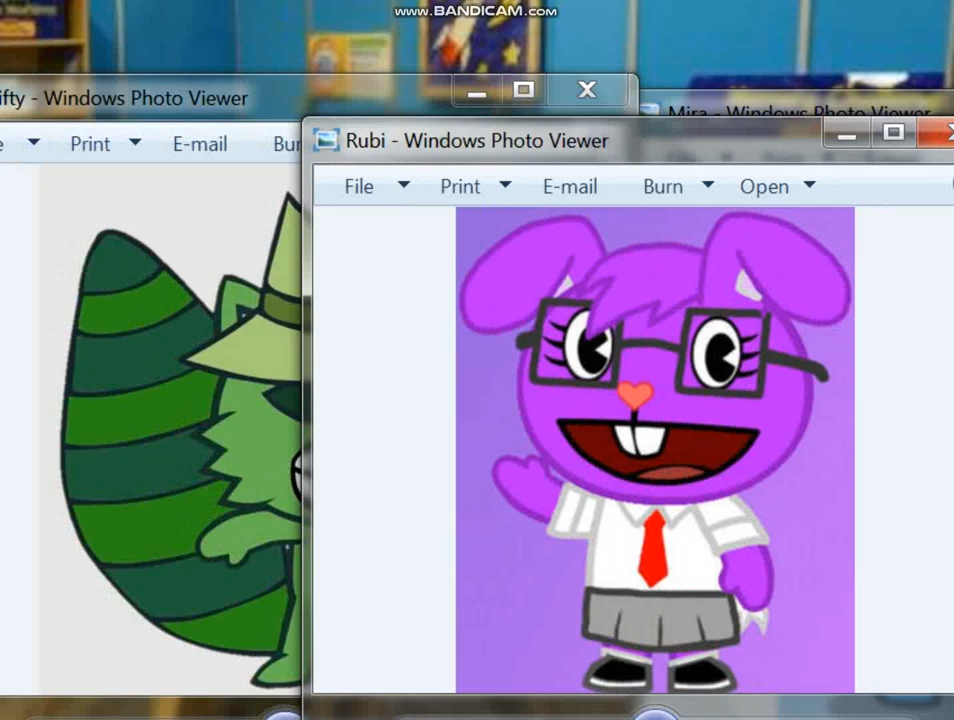 www.BANDICAM.com
ifty - Windows Photo Viewer
Mira - Windows Photo Viewer
Rubi - Windows Photo Viewer
Print E-mail Bur
File Print E-mail Burn Open